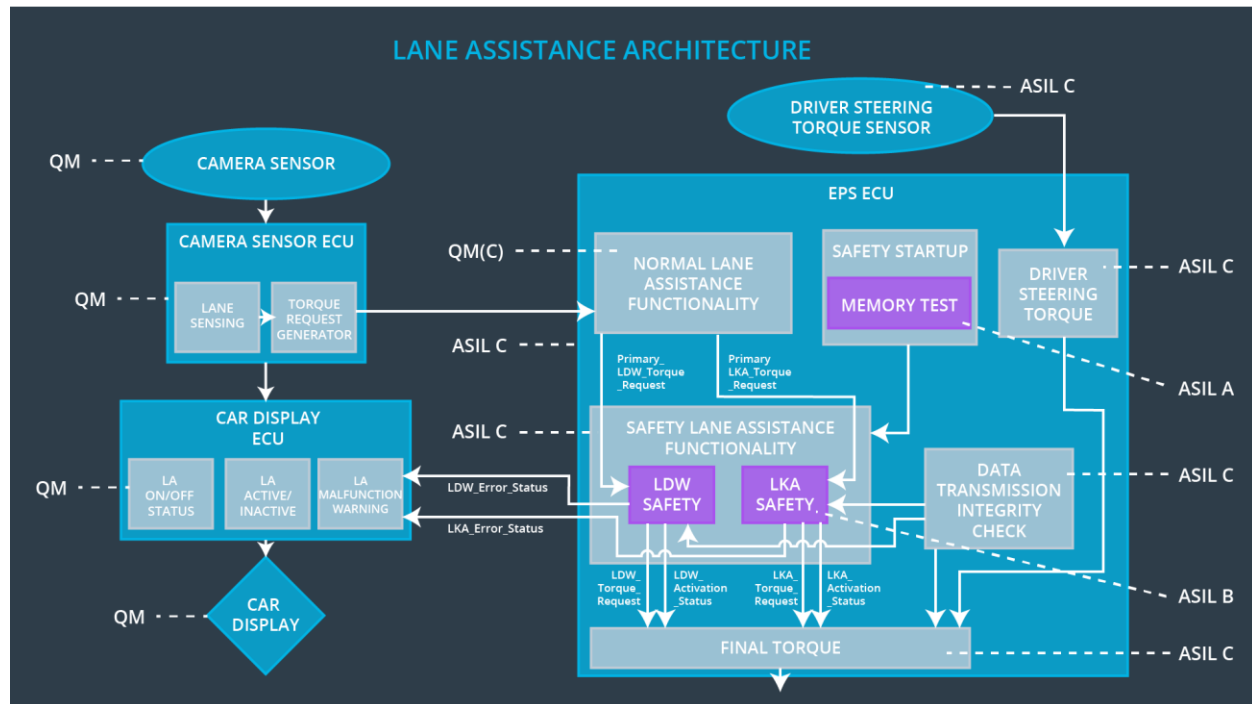 LANE ASSISTANCE ARCHITECTURE
ASIL C
DRIVER STEERING
TORQUE SENSOR
QM
CAMERA SENSOR
EPS ECU
CAMERA SENSOR ECU
QM
LANE
SENSING
TORQUE
REQUEST
GENERATOR
QM(C)
NORMAL LANE
ASSISTANCE
FUNCTIONALITY
SAFETY STARTUP
MEMORY TEST
DRIVER
STEERING
TORQUE
ASIL C
ASIL C
ASIL A
Primary_
LDW_Torque
_Request
Primary
LKA_Torque
_Request
CAR DISPLAY
ECU
QM
LA
ON/OFF
STATUS
LA
ACTIVE/
INACTIVE
LA
MALFUNCTION
WARNING
ASIL C
SAFETY LANE ASSISTANCE
FUNCTIONALITY
LDW
SAFETY
LKA
SAFETY
DATA
TRANSMISSION
INTEGRITY
CHECK
ASIL C
LDW_Error_Status
LKA_Error_Status
LDW_
Torque_
Request
LDW_
Activation
_Status
LKA_
Torque_
Request
LKA_
Activation
_Status
ASIL B
QM
CAR
DISPLAY
FINAL TORQUE
ASIL C